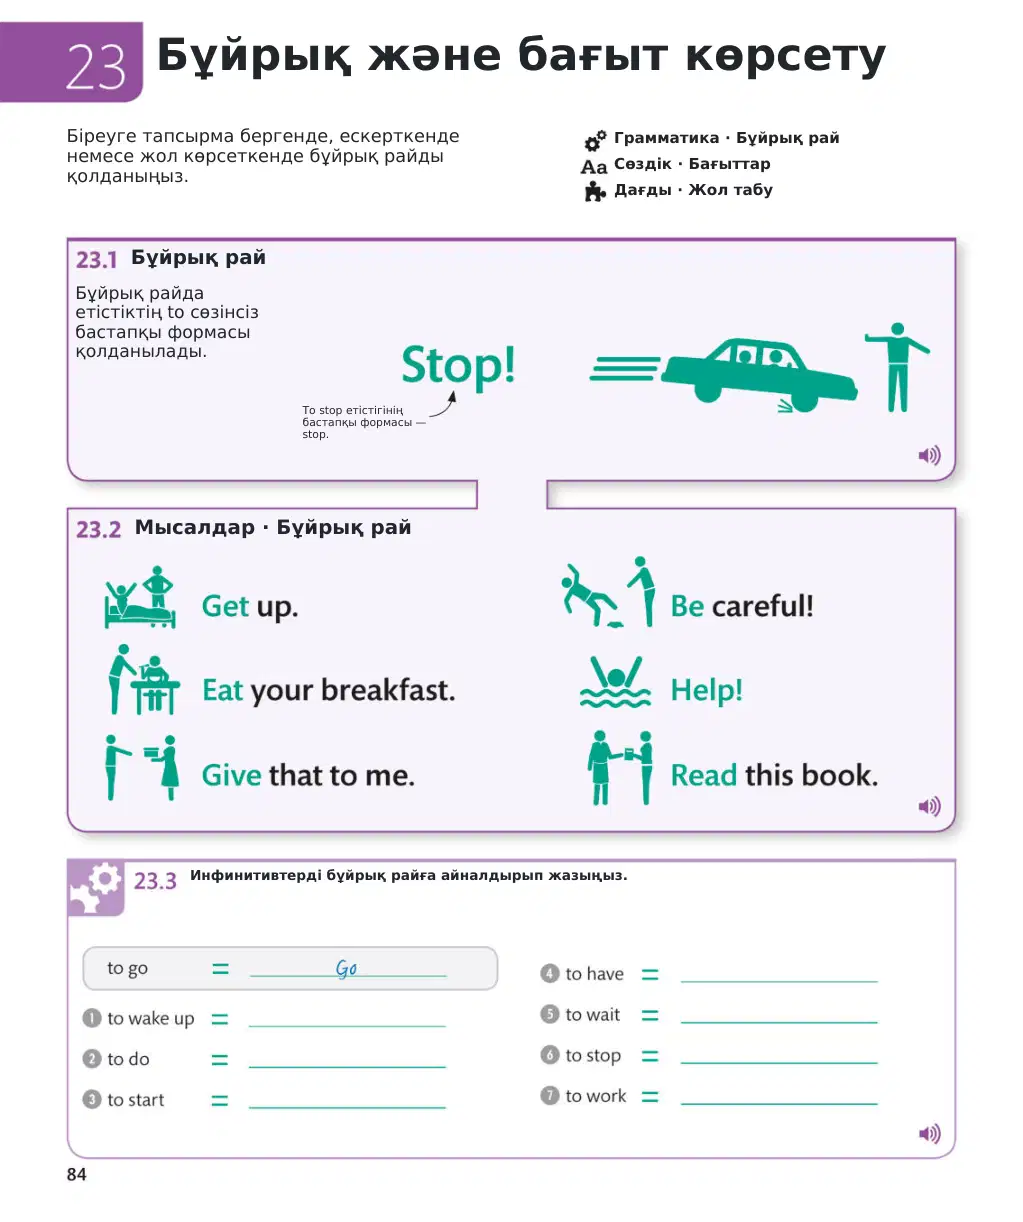 23 Бұйрық және бағыт көрсету
Біреуге тапсырма бергенде, ескерткенде
немесе жол көрсеткенде бұйрық райды
қолданыңыз.
Грамматика · Бұйрық рай
Aa Сөздік · Бағыттар
Дағды · Жол табу
23.1 Бұйрық рай
Бұйрық райда
етістіктің to сөзінсіз
бастапқы формасы
қолданылады.
Stop!
To stop етістігінің
бастапқы формасы —
stop.
23.2 Мысалдар · Бұйрық рай
Get up.
Eat your breakfast.
Give that to me.
Be careful!
Help!
Read this book.
23.3 Инфинитивтерді бұйрық райға айналдырып жазыңыз.
to go = Go
1 to wake up =
2 to do =
3 to start =
4 to have =
5 to wait =
6 to stop =
7 to work =
84